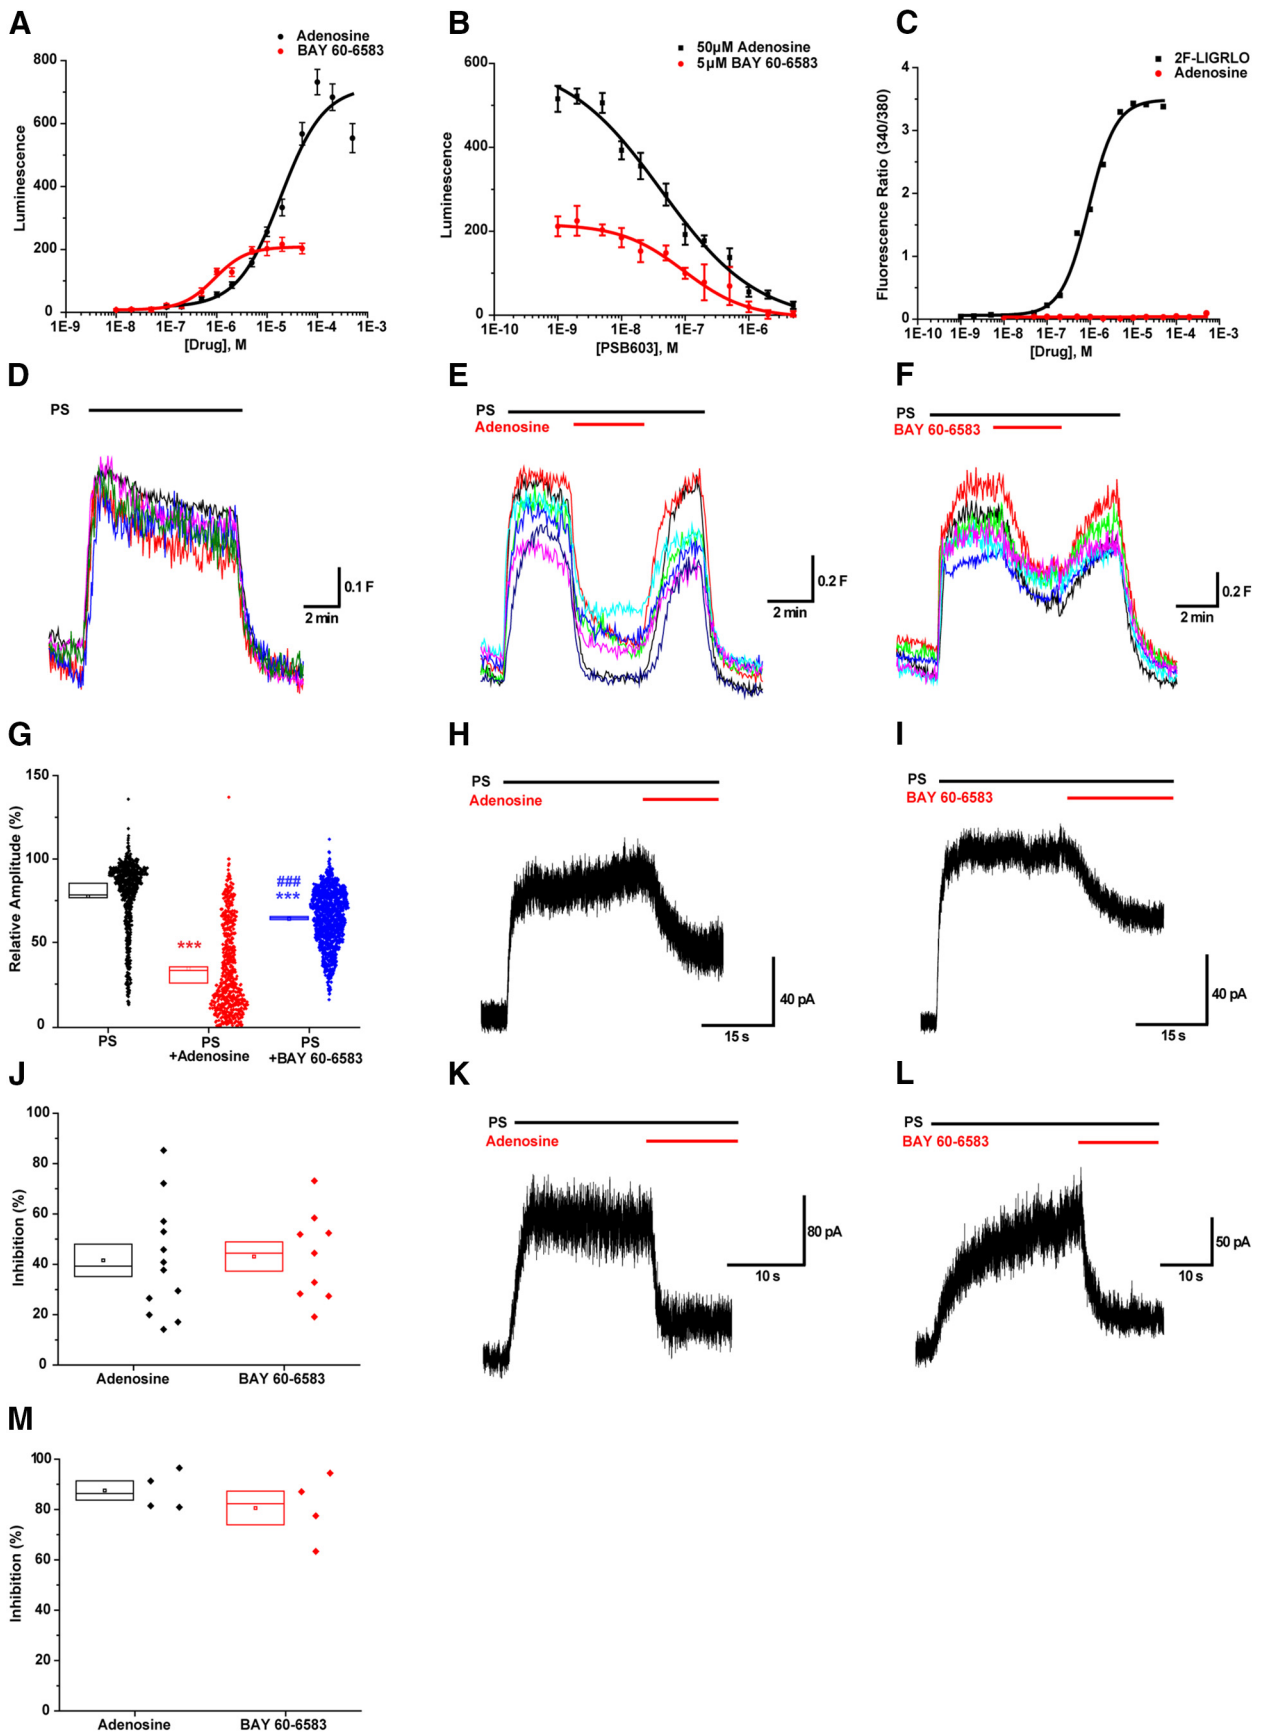 A
Adenosine
BAY 60-6583
800
600
400
200
0
Luminescence
1E-9 1E-8 1E-7 1E-6 1E-5 1E-4 1E-3
[Drug], M
B
50µM Adenosine
5µM BAY 60-6583
600
400
200
0
Luminescence
1E-10 1E-9 1E-8 1E-7 1E-6
[PSB603], M
C
2F-LIGRLO
Adenosine
4
3
2
1
0
Fluorescence Ratio (340/380)
1E-10 1E-9 1E-8 1E-7 1E-6 1E-5 1E-4 1E-3
[Drug], M
D
PS
0.1 F
2 min
E
PS
Adenosine
0.2 F
2 min
F
PS
BAY 60-6583
0.2 F
2 min
G
150
100
50
0
Relative Amplitude (%)
***
###
***
PS
PS
+Adenosine
PS
+BAY 60-6583
H
PS
Adenosine
40 pA
15 s
I
PS
BAY 60-6583
40 pA
15 s
J
100
80
60
40
20
0
Inhibition (%)
Adenosine
BAY 60-6583
K
PS
Adenosine
80 pA
10 s
L
PS
BAY 60-6583
50 pA
10 s
M
100
80
60
40
20
0
Inhibition (%)
Adenosine
BAY 60-6583